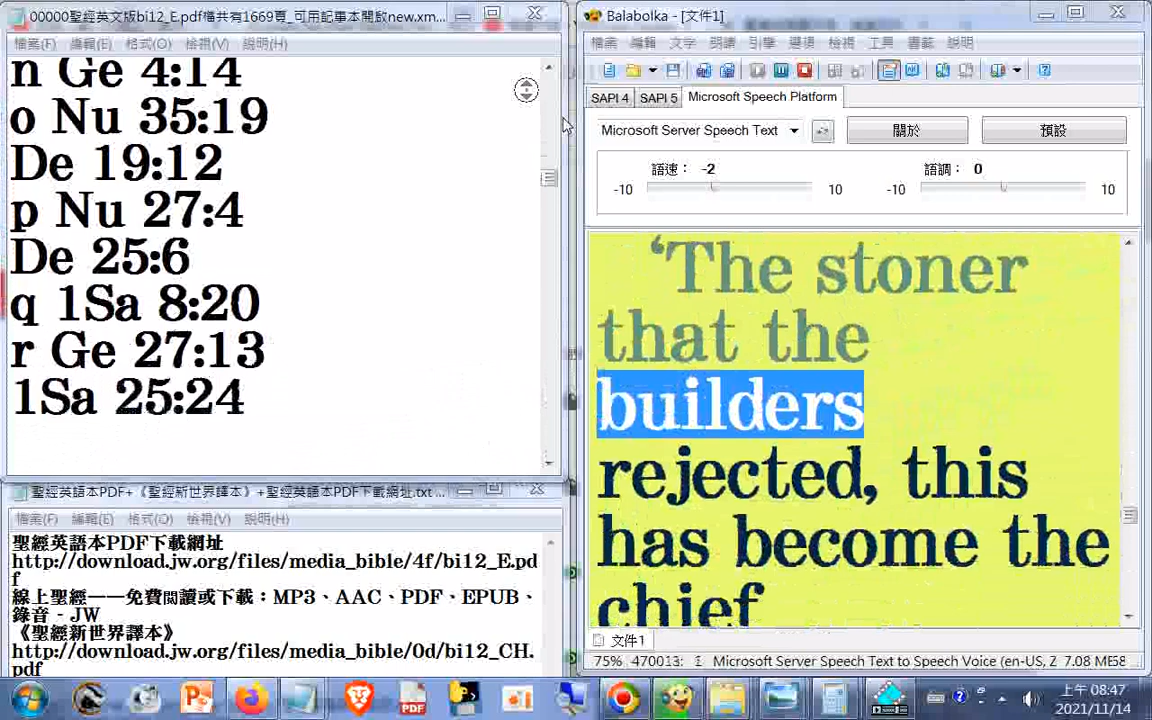 00000聖經英文版bi12_E.pdf檔共有1669頁_可用記事本開啟new.xm...
檔案(F) 編輯(E) 格式(O) 檢視(V) 說明(H)
n Ge 4:14
o Nu 35:19
De 19:12
p Nu 27:4
De 25:6
q 1Sa 8:20
r Ge 27:13
1Sa 25:24
聖經英語本PDF+《聖經新世界譯本》+聖經英語本PDF下載網址.txt ...
檔案(F) 編輯(E) 格式(O) 檢視(V) 說明(H)
聖經英語本PDF下載網址
http://download.jw.org/files/media_bible/4f/bi12_E.pd
f
線上聖經——免費閱讀或下載：MP3、AAC、PDF、EPUB、
錄音 - JW
《聖經新世界譯本》
http://download.jw.org/files/media_bible/0d/bi12_CH.
pdf
Balabolka - [文件1]
檔案 編輯 文字 朗讀 引擎 選項 檢視 工具 書籤 說明
SAPI 4 SAPI 5 Microsoft Speech Platform
Microsoft Server Speech Text 關於 預設
語速： -2 語調： 0
-10 10 -10 10
‘The stoner
that the
builders
rejected, this
has become the
chief
文件1
75% 470013: 1 Microsoft Server Speech Text to Speech Voice (en-US, Z 7.08 ME58
上午 08:47
2021/11/14